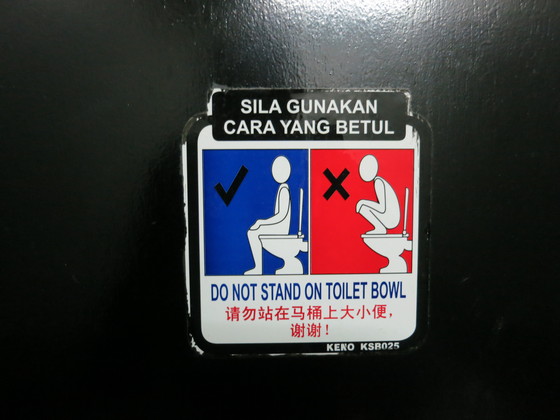 SILA GUNAKAN
CARA YANG BETUL
DO NOT STAND ON TOILET BOWL
请勿站在马桶上大小便，
谢谢！
KENO KSB025